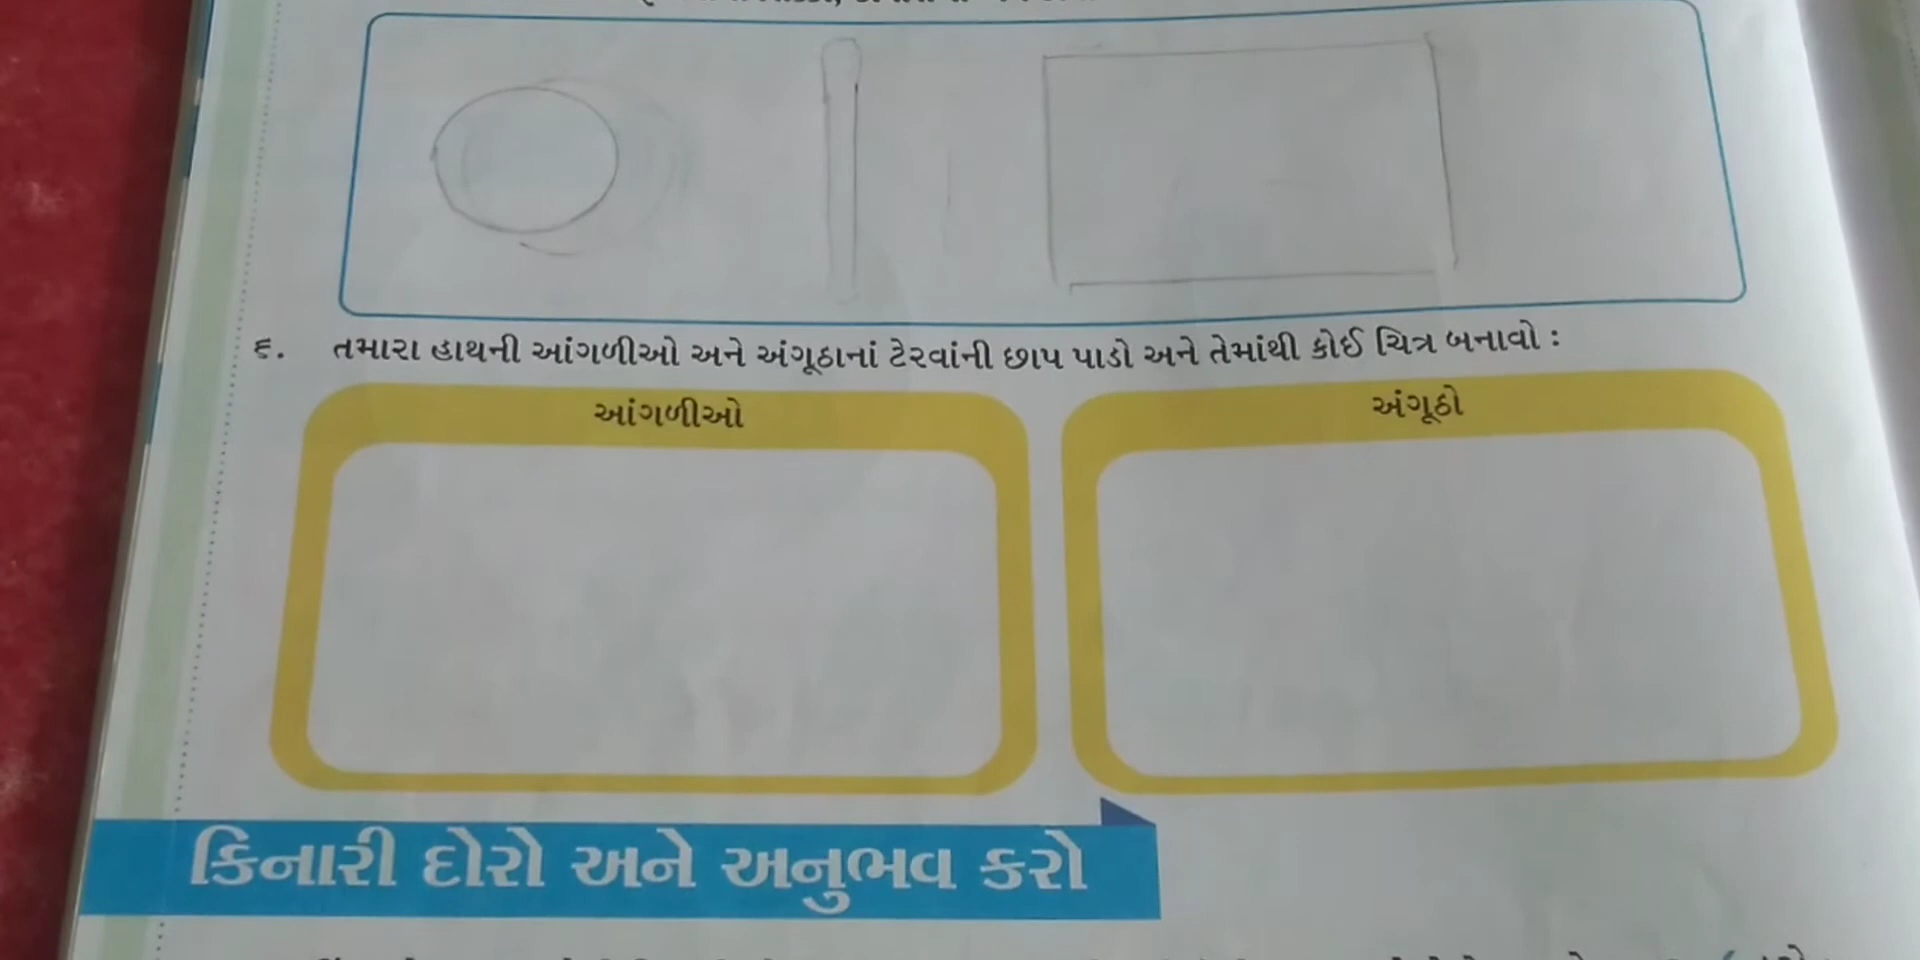 ૬. તમારા હાથની આંગળીઓ અને અંગૂઠાનાં ટેરવાંની છાપ પાડો અને તેમાંથી કોઈ ચિત્ર બનાવો :
આંગળીઓ
અંગૂઠો
કિનારી દોરો અને અનુભવ કરો